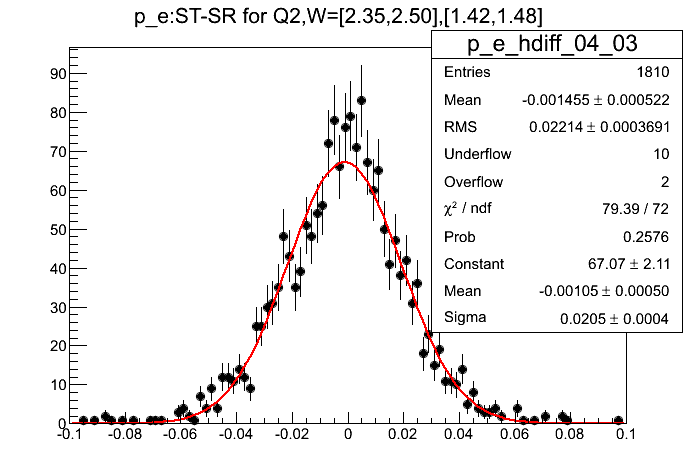 p_e:ST-SR for Q2,W=[2.35,2.50],[1.42,1.48]
p_e_hdiff_04_03
Entries 1810
Mean -0.001455 ± 0.000522
RMS 0.02214 ± 0.0003691
Underflow 10
Overflow 2
χ² / ndf 79.39 / 72
Prob 0.2576
Constant 67.07 ± 2.11
Mean -0.00105 ± 0.00050
Sigma 0.0205 ± 0.0004
90
80
70
60
50
40
30
20
10
0
-0.1 -0.08 -0.06 -0.04 -0.02 0 0.02 0.04 0.06 0.08 0.1